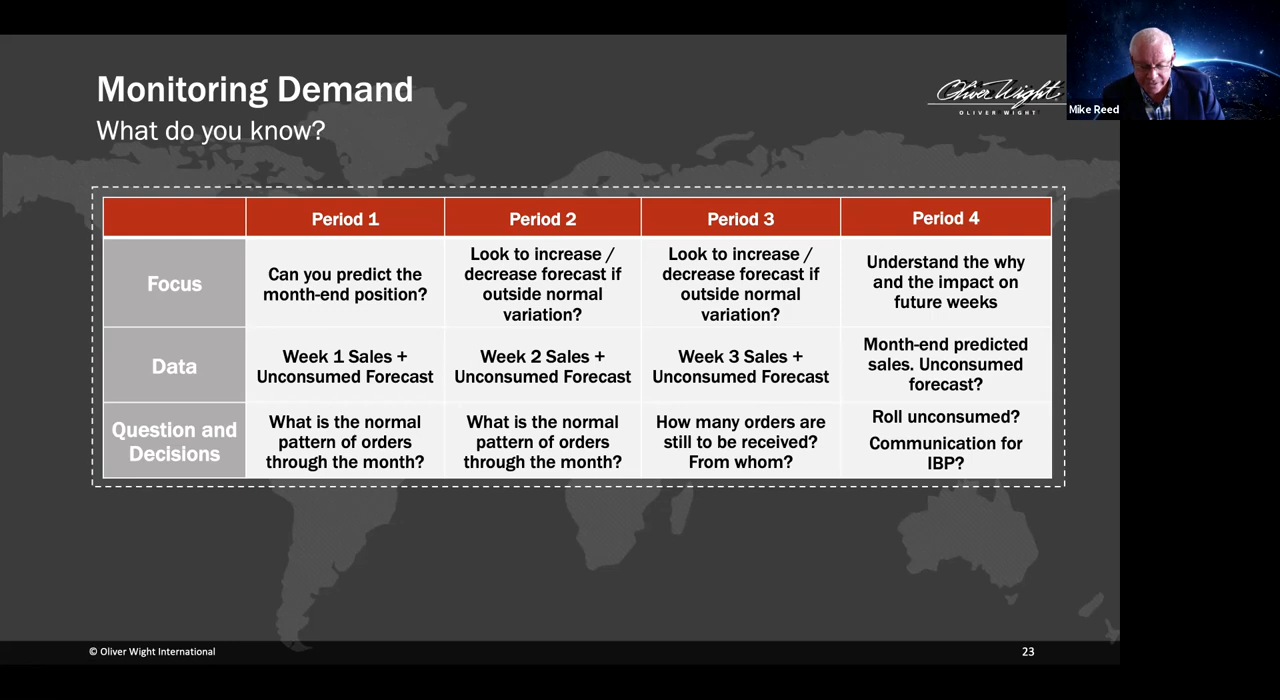 Monitoring Demand
What do you know?
Oliver Wight
OLIVER WIGHT
Mike Reed
Period 1
Period 2
Period 3
Period 4
Focus
Can you predict the
month-end position?
Look to increase /
decrease forecast if
outside normal
variation?
Look to increase /
decrease forecast if
outside normal
variation?
Understand the why
and the impact on
future weeks
Data
Week 1 Sales +
Unconsumed Forecast
Week 2 Sales +
Unconsumed Forecast
Week 3 Sales +
Unconsumed Forecast
Month-end predicted
sales. Unconsumed
forecast?
Question and
Decisions
What is the normal
pattern of orders
through the month?
What is the normal
pattern of orders
through the month?
How many orders are
still to be received?
From whom?
Roll unconsumed?
Communication for
IBP?
© Oliver Wight International
23